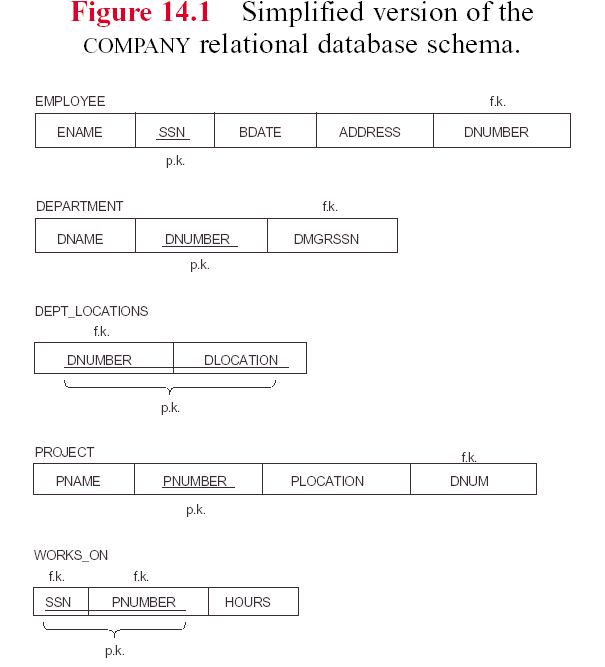 Figure 14.1 Simplified version of the
COMPANY relational database schema.
EMPLOYEE f.k.
ENAME SSN BDATE ADDRESS DNUMBER
p.k.
DEPARTMENT f.k.
DNAME DNUMBER DMGRSSN
p.k.
DEPT_LOCATIONS
f.k.
DNUMBER DLOCATION
p.k.
PROJECT f.k.
PNAME PNUMBER PLOCATION DNUM
p.k.
WORKS_ON
f.k. f.k.
SSN PNUMBER HOURS
p.k.